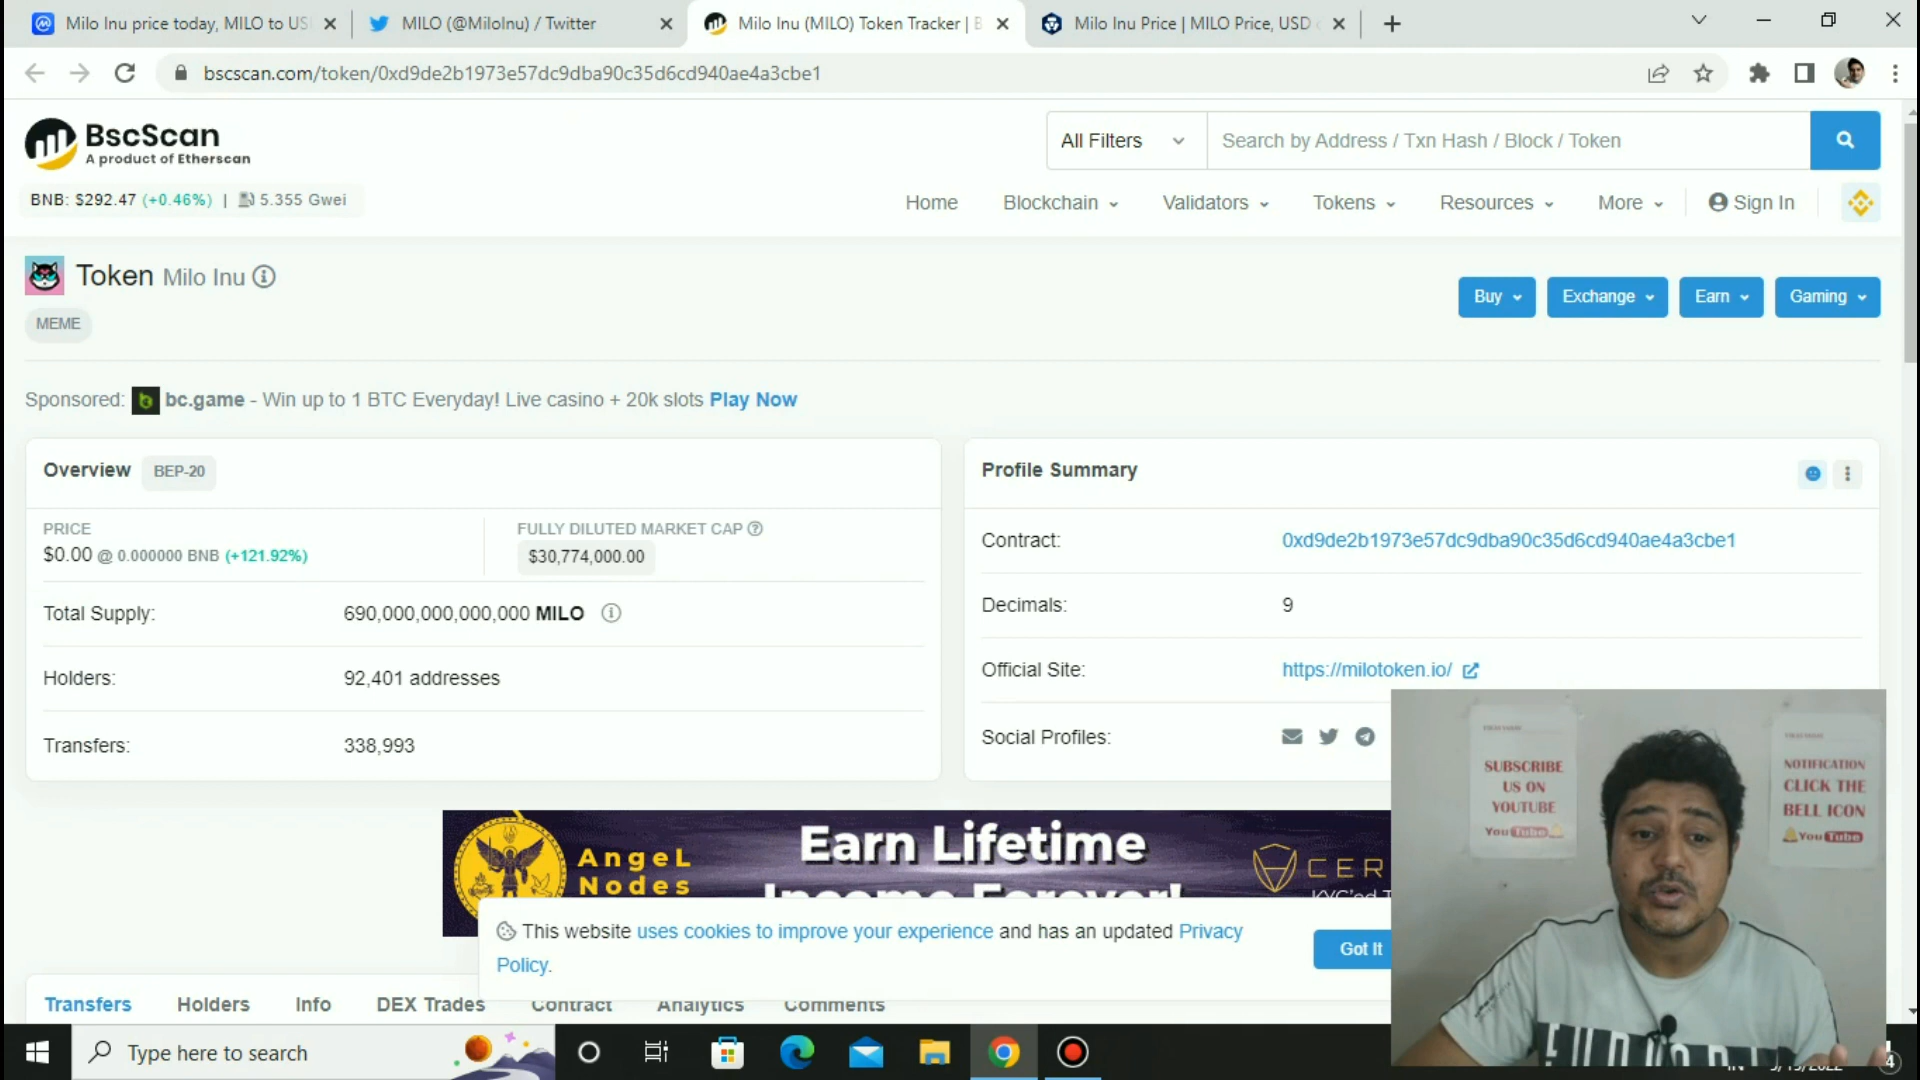 Milo Inu price today, MILO to US
MILO (@MiloInu) / Twitter
Milo Inu (MILO) Token Tracker | B
Milo Inu Price | MILO Price, USD
bscscan.com/token/0xd9de2b1973e57dc9dba90c35d6cd940ae4a3cbe1
BscScan
A product of Etherscan
All Filters
Search by Address / Txn Hash / Block / Token
BNB: $292.47 (+0.46%) | 5.355 Gwei
Home Blockchain Validators Tokens Resources More Sign In
Token Milo Inu
MEME
Buy Exchange Earn Gaming
Sponsored: bc.game - Win up to 1 BTC Everyday! Live casino + 20k slots Play Now
Overview BEP-20
PRICE
$0.00 @ 0.000000 BNB (+121.92%)
FULLY DILUTED MARKET CAP
$30,774,000.00
Total Supply: 690,000,000,000,000 MILO
Holders: 92,401 addresses
Transfers: 338,993
Profile Summary
Contract: 0xd9de2b1973e57dc9dba90c35d6cd940ae4a3cbe1
Decimals: 9
Official Site: https://milotoken.io/
Social Profiles:
SUBSCRIBE
US ON
YOUTUBE
YouTube
NOTIFICATION
CLICK THE
BELL ICON
YouTube
AngeL
Nodes
Earn Lifetime
Income Forever!
CER
KYC'ed T
This website uses cookies to improve your experience and has an updated Privacy
Policy.
Got It
Transfers Holders Info DEX Trades Contract Analytics Comments
Type here to search
4